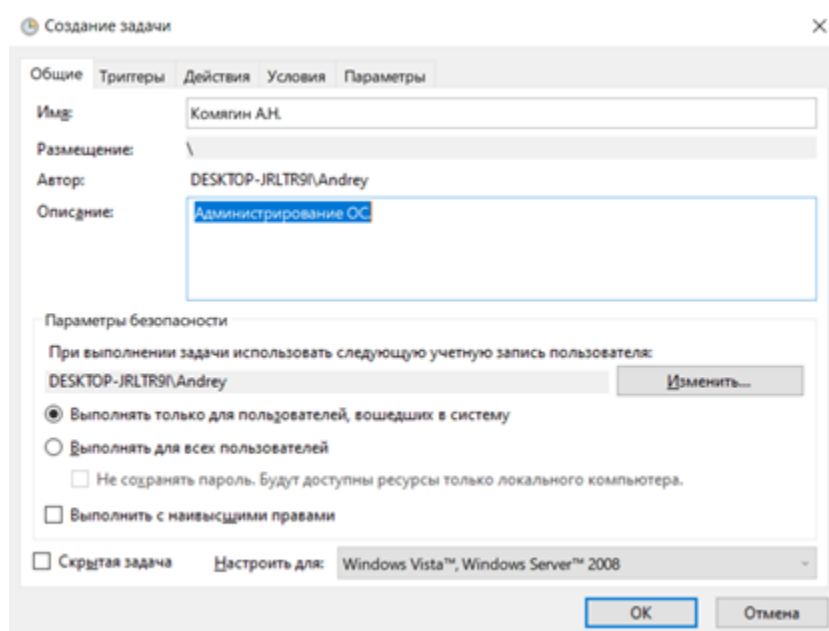 Создание задачи
Общие Триггеры Действия Условия Параметры
Имя: Комягин А.Н.
Размещение: \
Автор: DESKTOP-JRLTR9I\Andrey
Описание: Администрирование ОС.
Параметры безопасности
При выполнении задачи использовать следующую учетную запись пользователя:
DESKTOP-JRLTR9I\Andrey Изменить...
Выполнять только для пользователей, вошедших в систему
Выполнять для всех пользователей
Не сохранять пароль. Будут доступны ресурсы только локального компьютера.
Выполнить с наивысшими правами
Скрытая задача Настроить для: Windows Vista™, Windows Server™ 2008
ОК Отмена